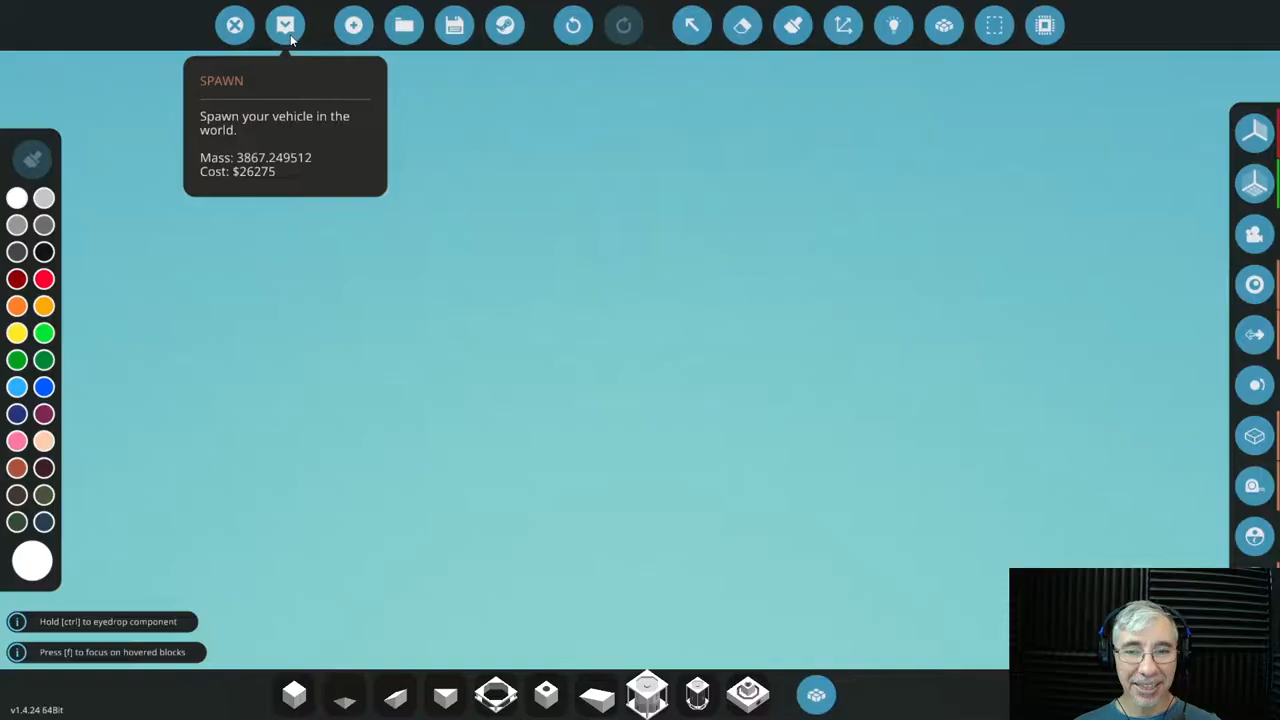 SPAWN
Spawn your vehicle in the
world.
Mass: 3867.249512
Cost: $26275
Hold [ctrl] to eyedrop component
Press [f] to focus on hovered blocks
v1.4.24 64Bit